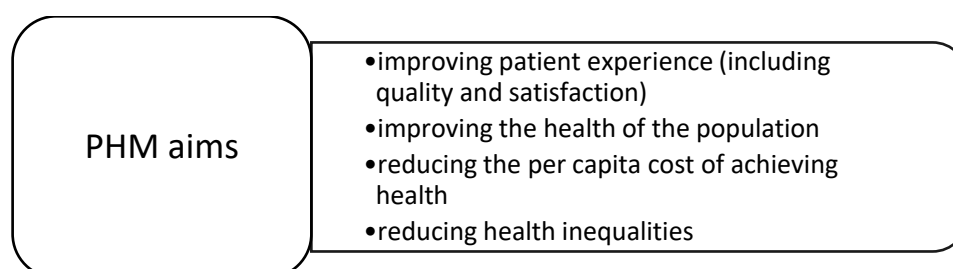 PHM aims
•improving patient experience (including
quality and satisfaction)
•improving the health of the population
•reducing the per capita cost of achieving
health
•reducing health inequalities